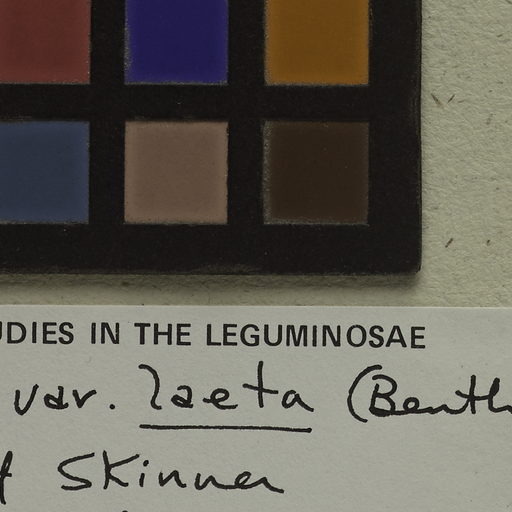 UDIES IN THE LEGUMINOSAE
var. laeta (Benth
Skinner